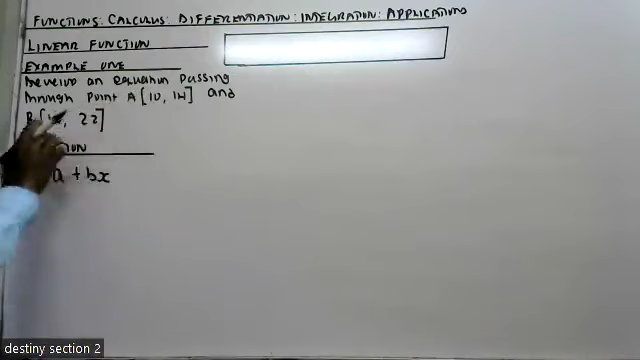 FUNCTIONS: CALCULUS: DIFFERENTIATION: INTEGRATION: APPLICATIONS
LINEAR FUNCTION
EXAMPLE ONE
Develop an equation passing
through point A [10, 14] and
22]
a + bx
destiny section 2